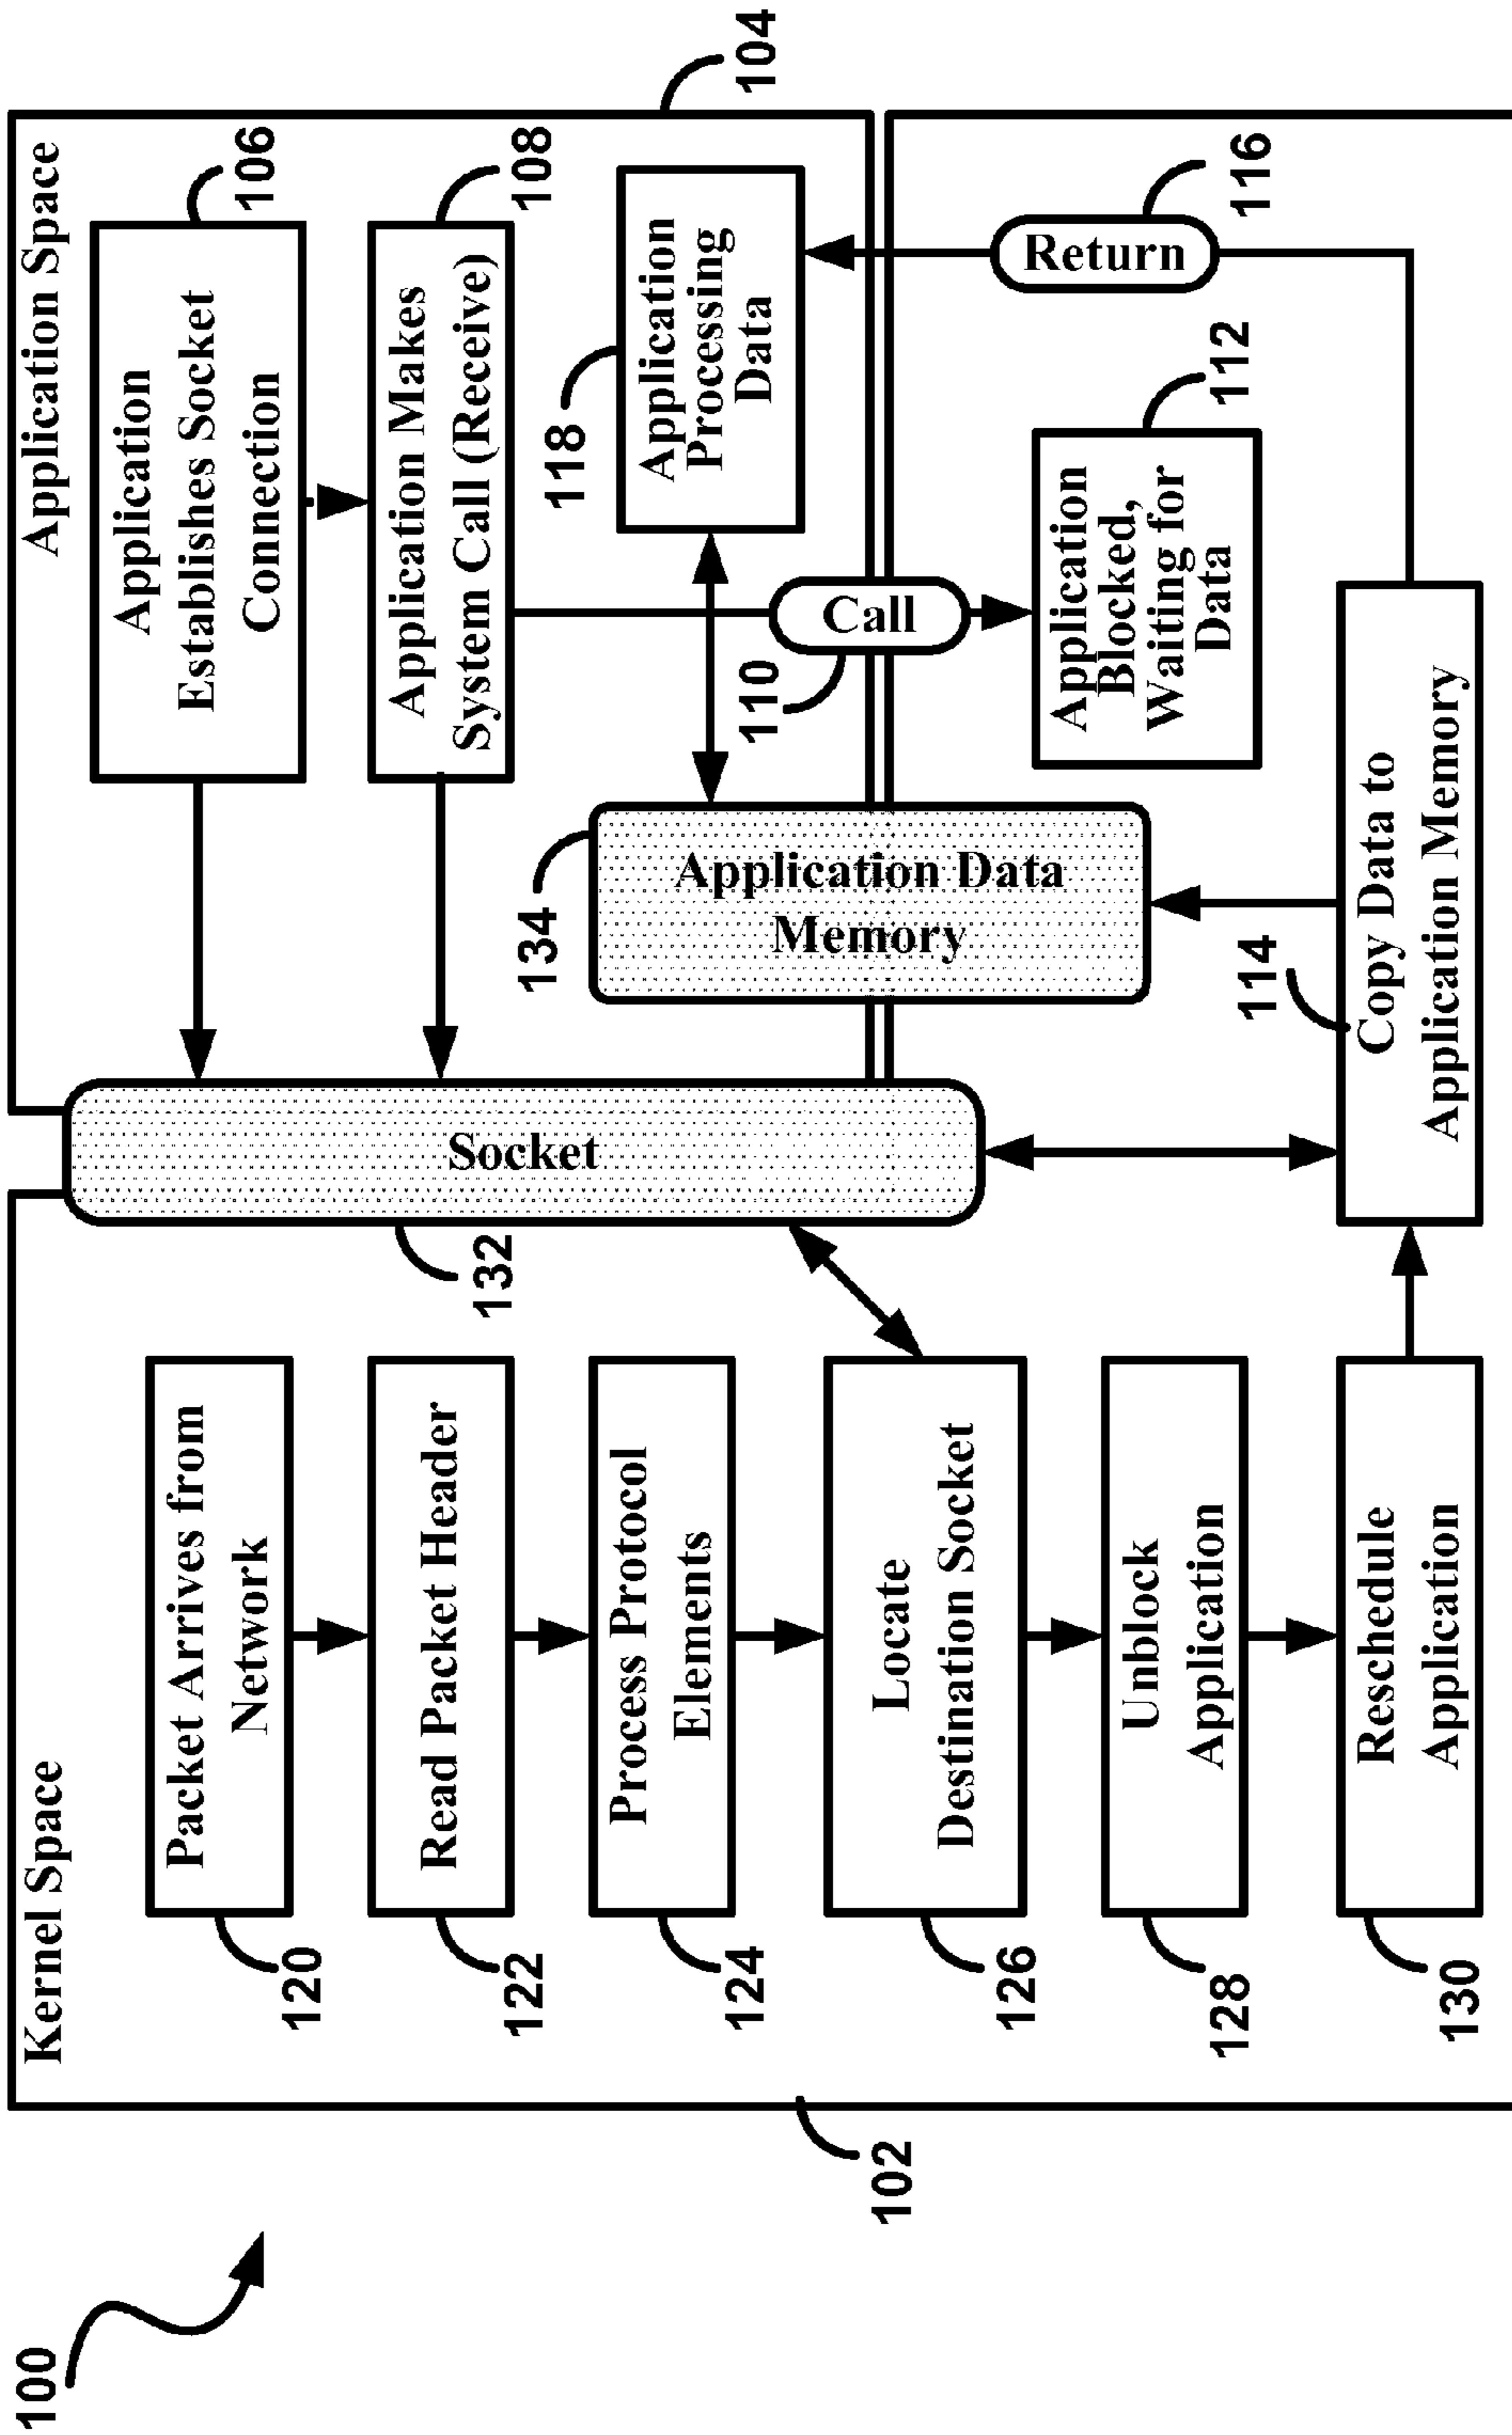 100
102
Kernel Space
120
Packet Arrives from
Network
122
Read Packet Header
124
Process Protocol
Elements
126
Locate
Destination Socket
128
Unblock
Application
130
Reschedule
Application
132
Socket
Application Space
104
106
Application
Establishes Socket
Connection
108
Application Makes
System Call (Receive)
118
Application
Processing
Data
134
Application Data
Memory
110
Call
116
Return
112
Application
Blocked,
Waiting for
Data
114
Copy Data to
Application Memory